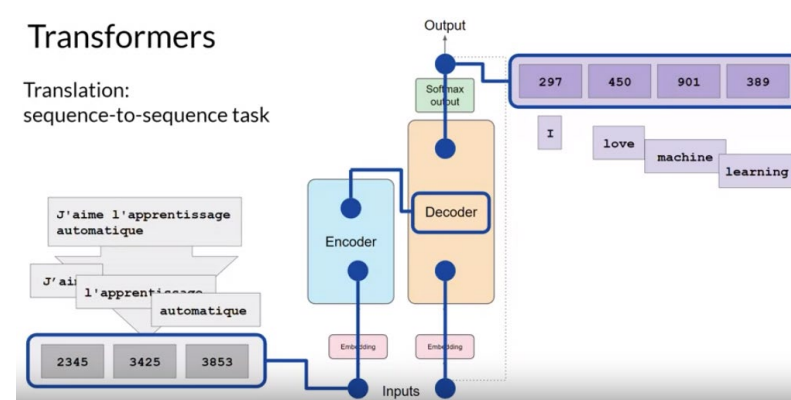 Transformers
Translation:
sequence-to-sequence task
J'aime l'apprentissage
automatique
automatique
2345 3425 3853
Output
Softmax
output
Encoder
Decoder
Embedding
Embedding
Inputs
297 450 901 389
I
love
machine
learning